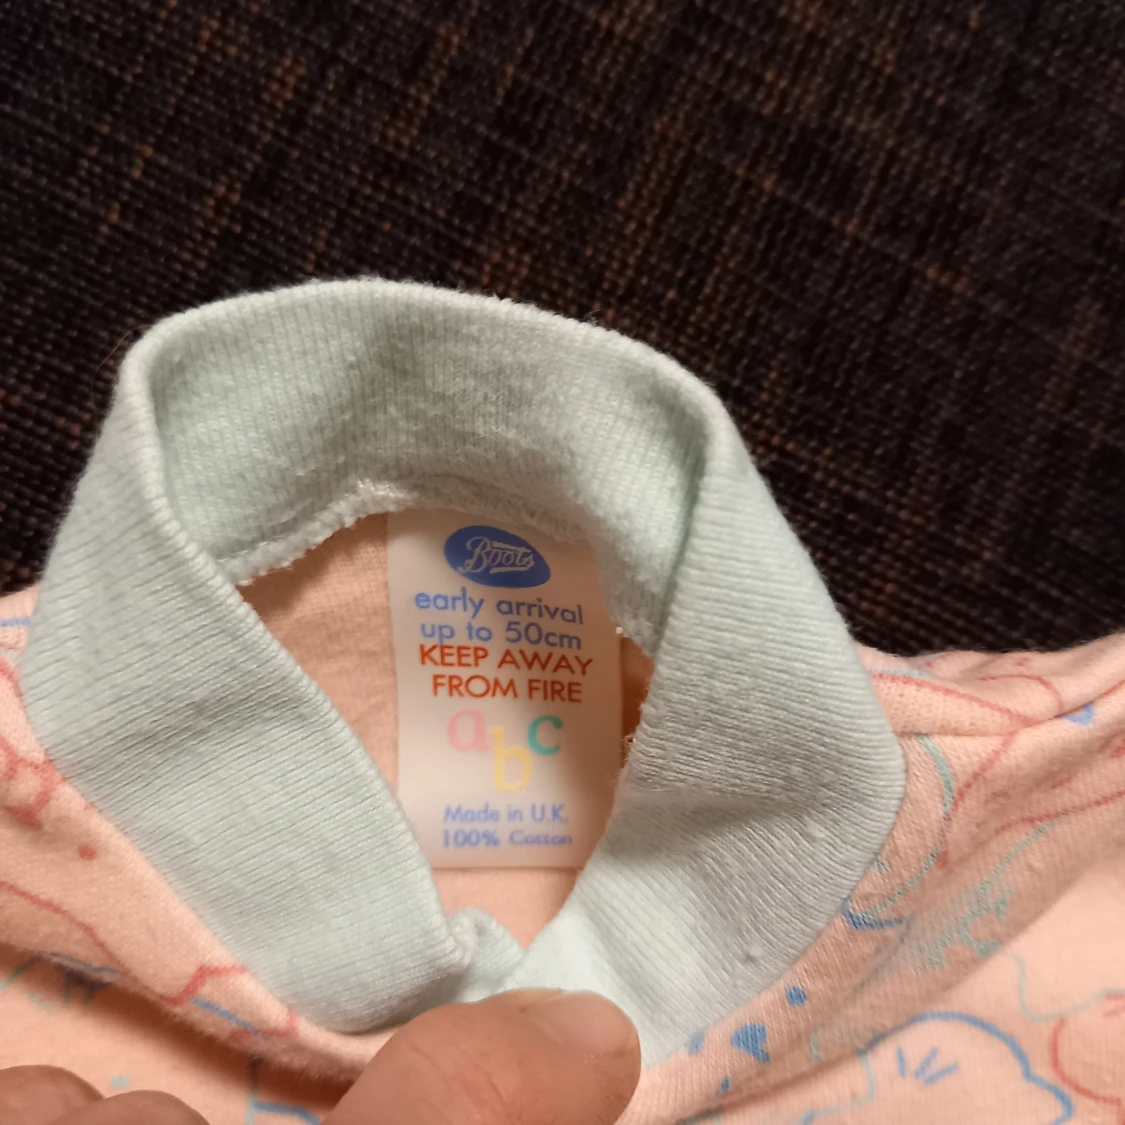 Boots
early arrival
up to 50cm
KEEP AWAY
FROM FIRE
abc
Made in U.K.
100% Cotton